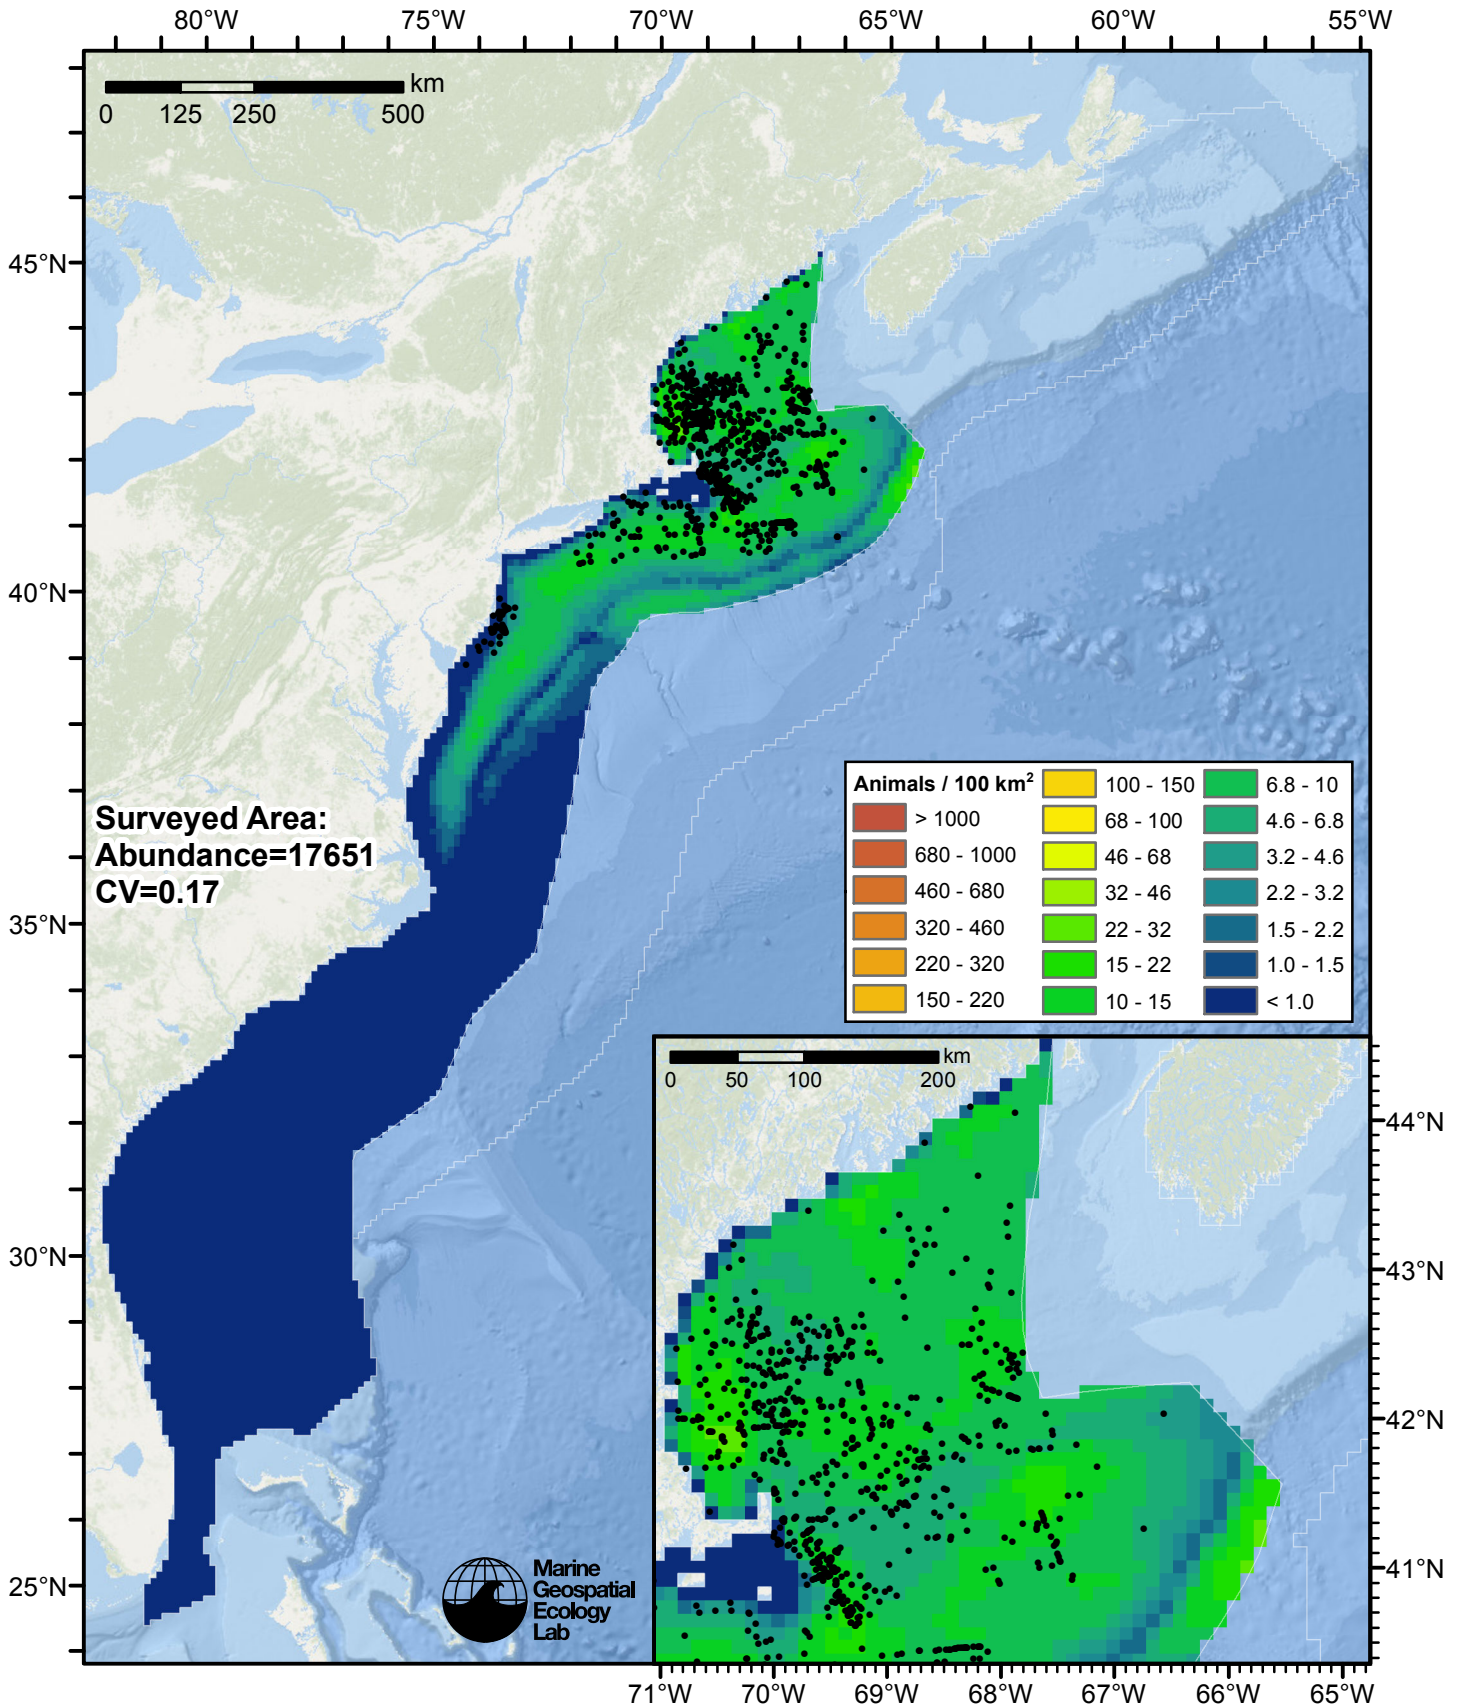 80°W 75°W 70°W 65°W 60°W 55°W
km
0 125 250 500
45°N
40°N
35°N
30°N
25°N
Surveyed Area:
Abundance=17651
CV=0.17
Animals / 100 km²
> 1000
680 - 1000
460 - 680
320 - 460
220 - 320
150 - 220
100 - 150
68 - 100
46 - 68
32 - 46
22 - 32
15 - 22
10 - 15
6.8 - 10
4.6 - 6.8
3.2 - 4.6
2.2 - 3.2
1.5 - 2.2
1.0 - 1.5
< 1.0
km
0 50 100 200
44°N
43°N
42°N
41°N
71°W 70°W 69°W 68°W 67°W 66°W 65°W
Marine
Geospatial
Ecology
Lab